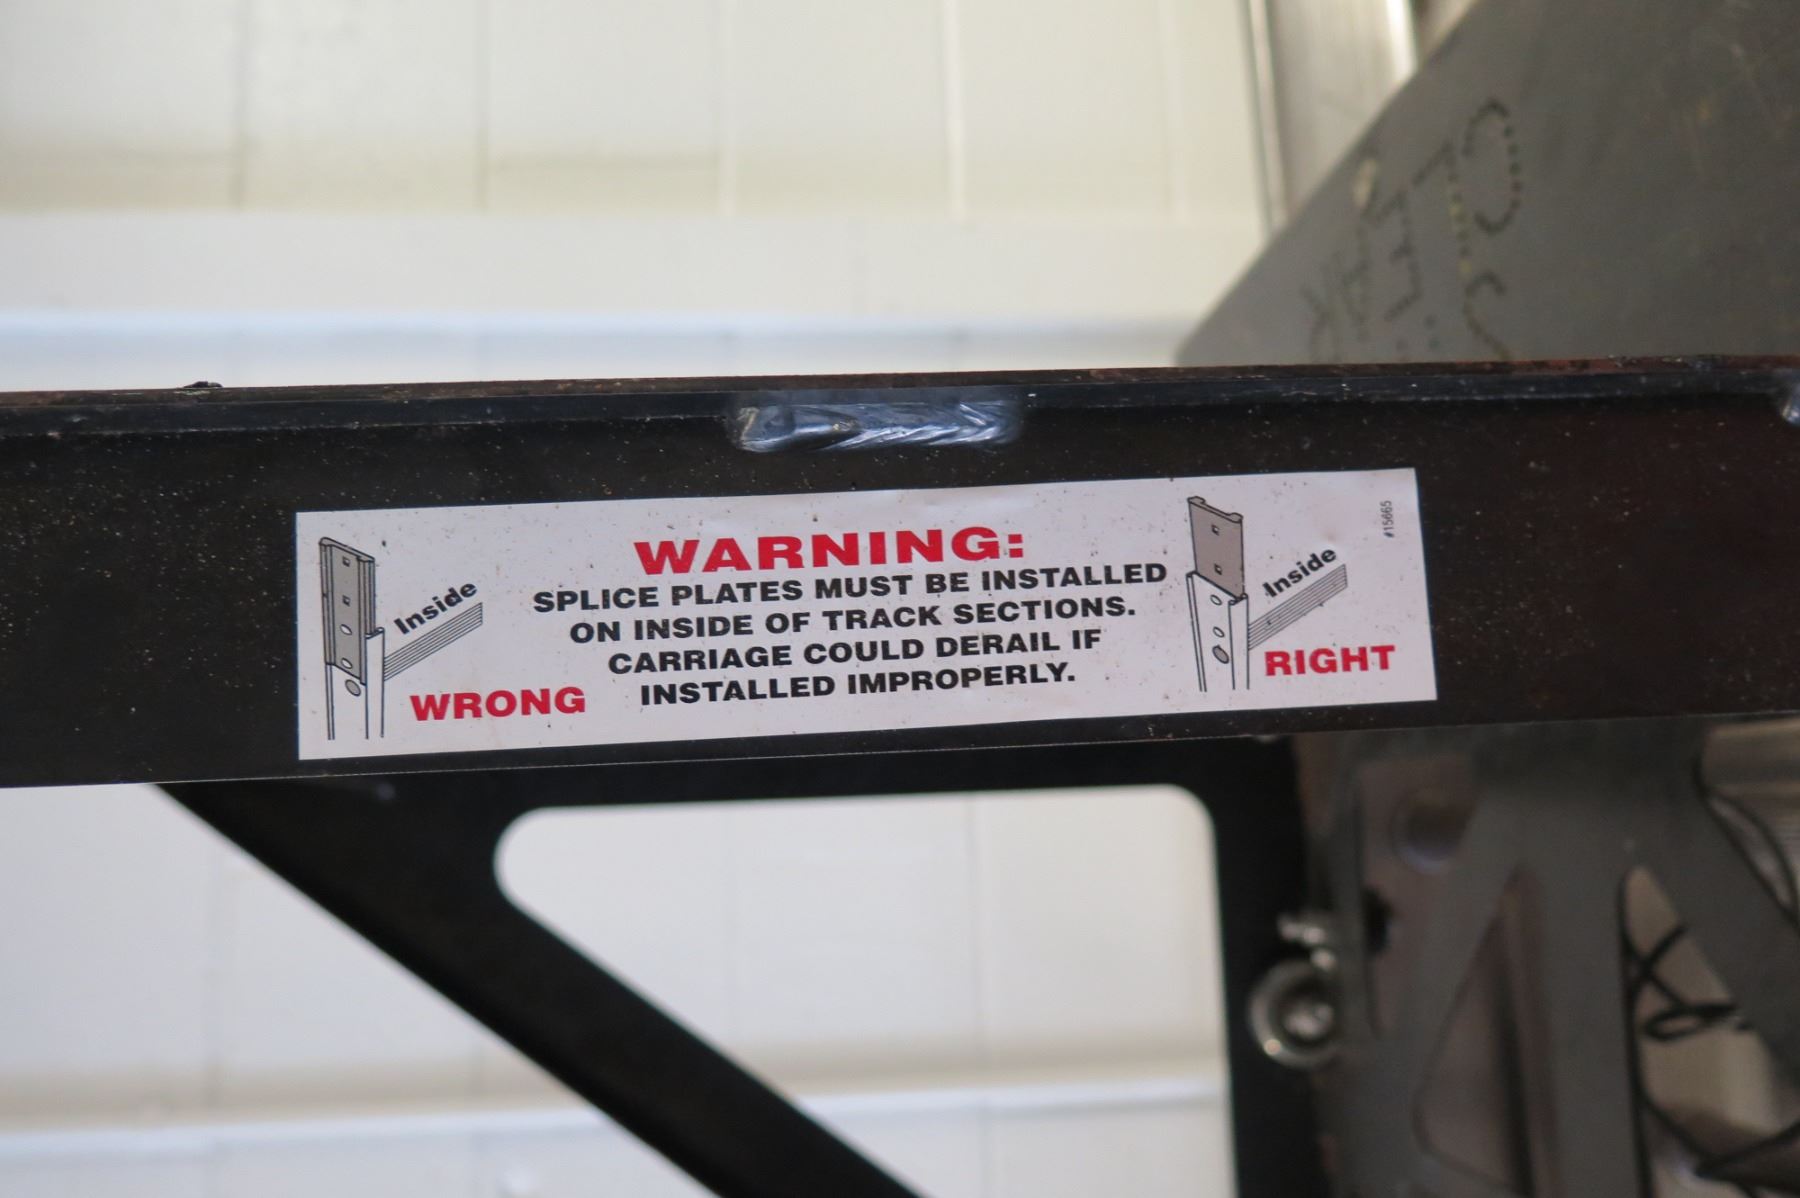 WARNING:
SPLICE PLATES MUST BE INSTALLED
ON INSIDE OF TRACK SECTIONS.
CARRIAGE COULD DERAIL IF
INSTALLED IMPROPERLY.
Inside
WRONG
Inside
RIGHT
#15665